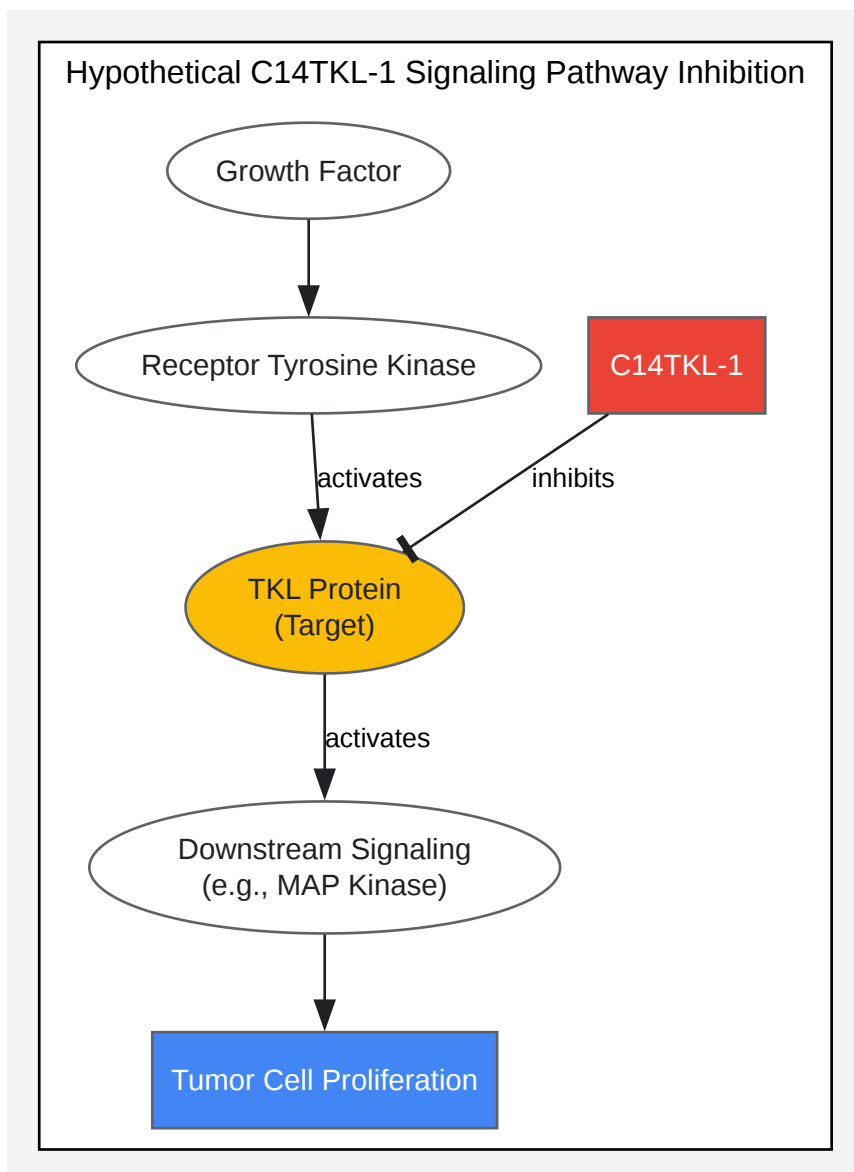 Hypothetical C14TKL-1 Signaling Pathway Inhibition
Growth Factor
Receptor Tyrosine Kinase
C14TKL-1
activates
inhibits
TKL Protein
(Target)
activates
Downstream Signaling
(e.g., MAP Kinase)
Tumor Cell Proliferation